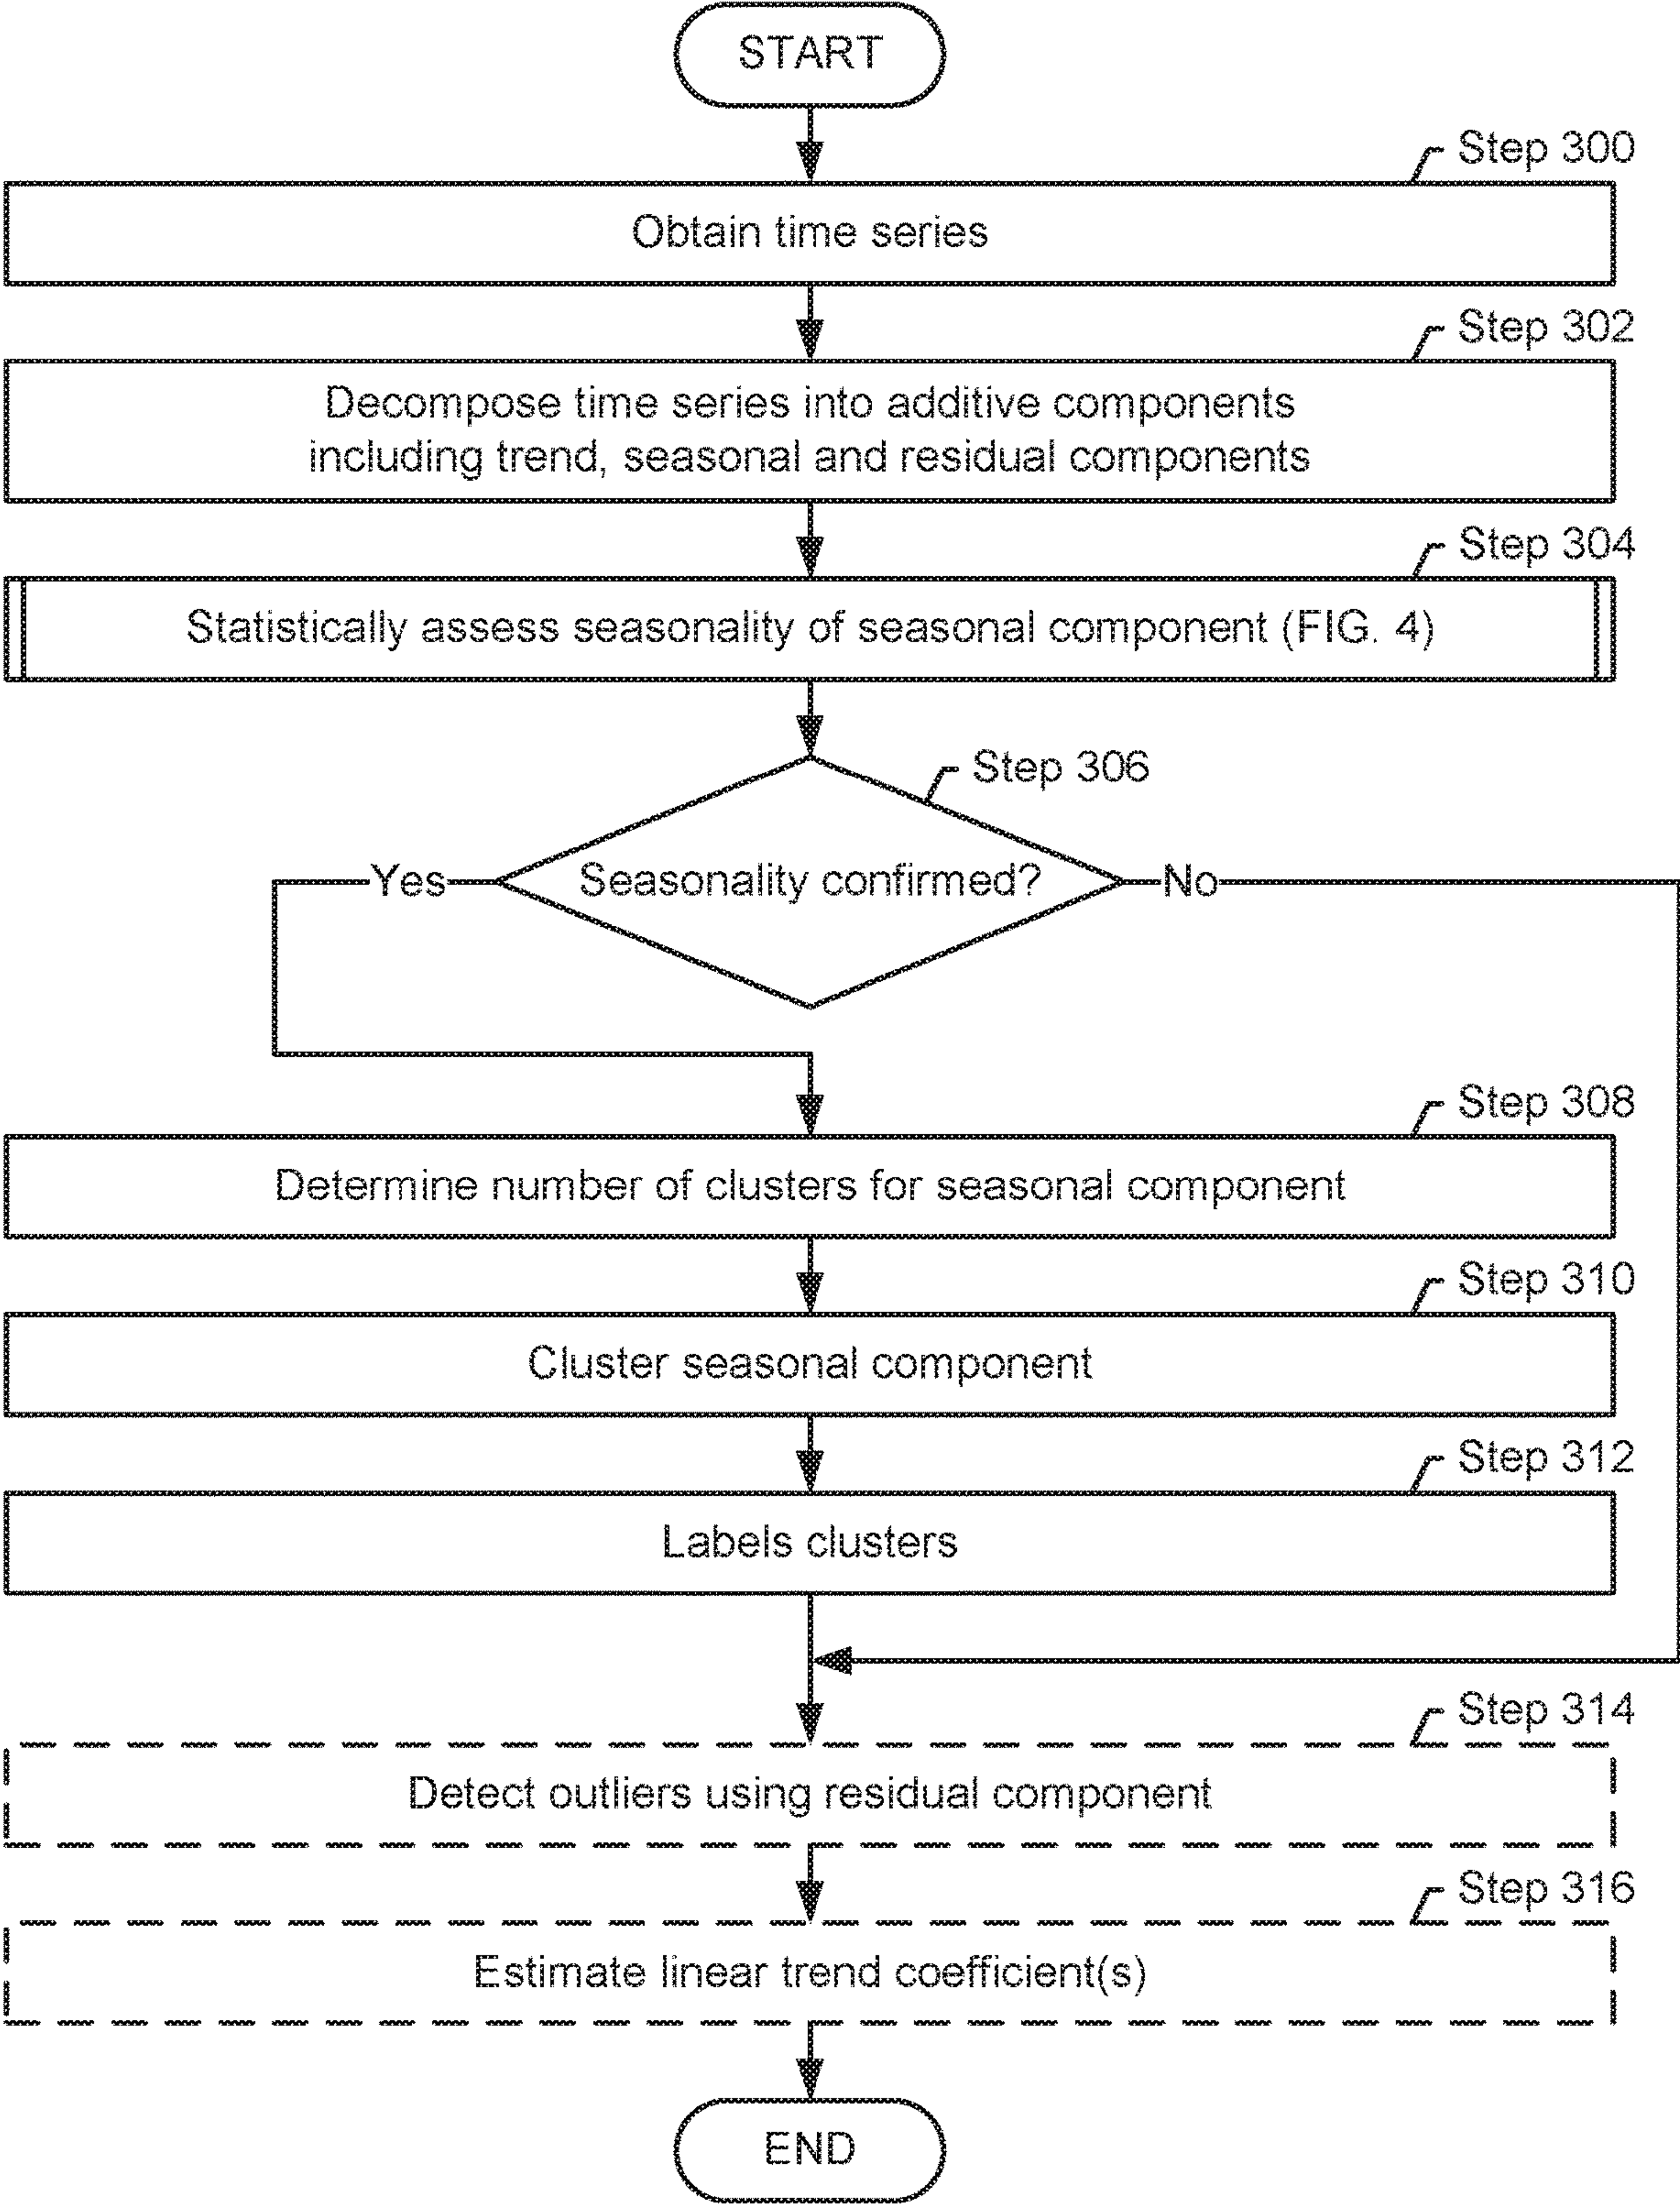 START
Step 300
Obtain time series
Step 302
Decompose time series into additive components
including trend, seasonal and residual components
Step 304
Statistically assess seasonality of seasonal component (FIG. 4)
Step 306
Yes
Seasonality confirmed?
No
Step 308
Determine number of clusters for seasonal component
Step 310
Cluster seasonal component
Step 312
Labels clusters
Step 314
Detect outliers using residual component
Step 316
Estimate linear trend coefficient(s)
END